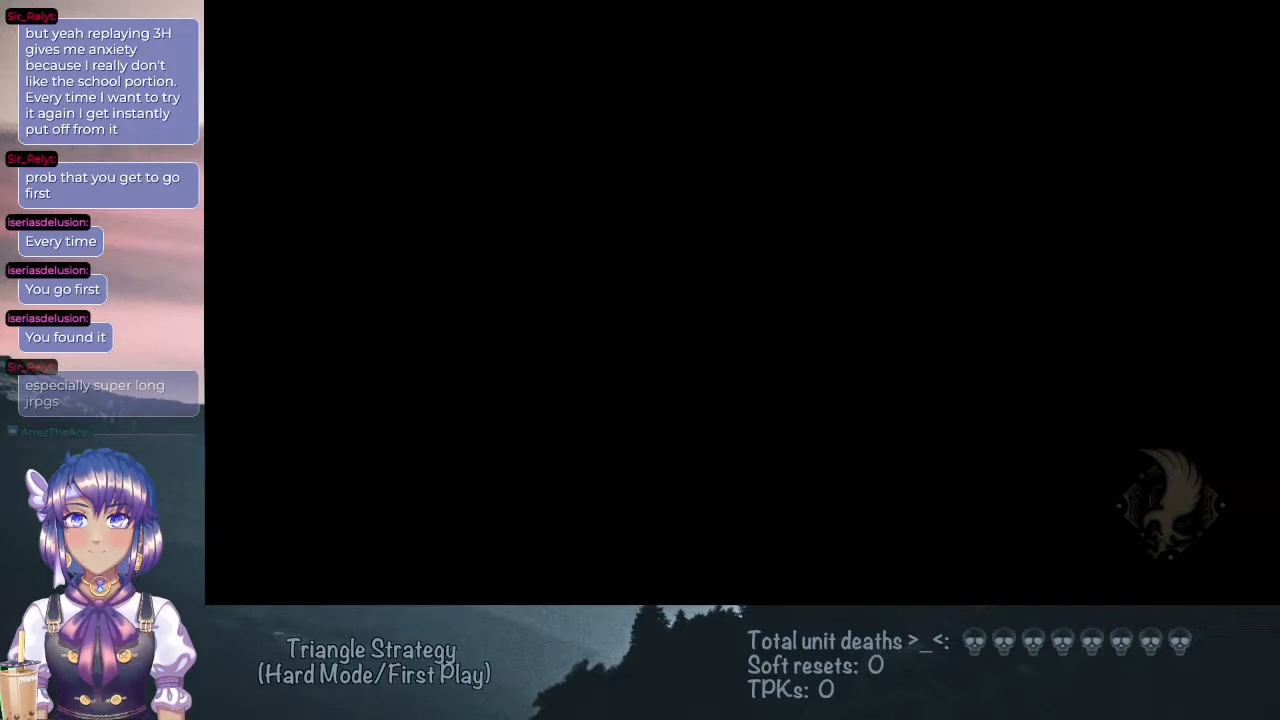 Sir_Relyt:
but yeah replaying 3H
gives me anxiety
because I really don't
like the school portion.
Every time I want to try
it again I get instantly
put off from it
Sir_Relyt:
prob that you get to go
first
iseriasdelusion:
Every time
iseriasdelusion:
You go first
iseriasdelusion:
You found it
Sir_Relyt:
especially super long
jrpgs
Triangle Strategy
(Hard Mode/First Play)
Total unit deaths >_<:
Soft resets: 0
TPKs: 0